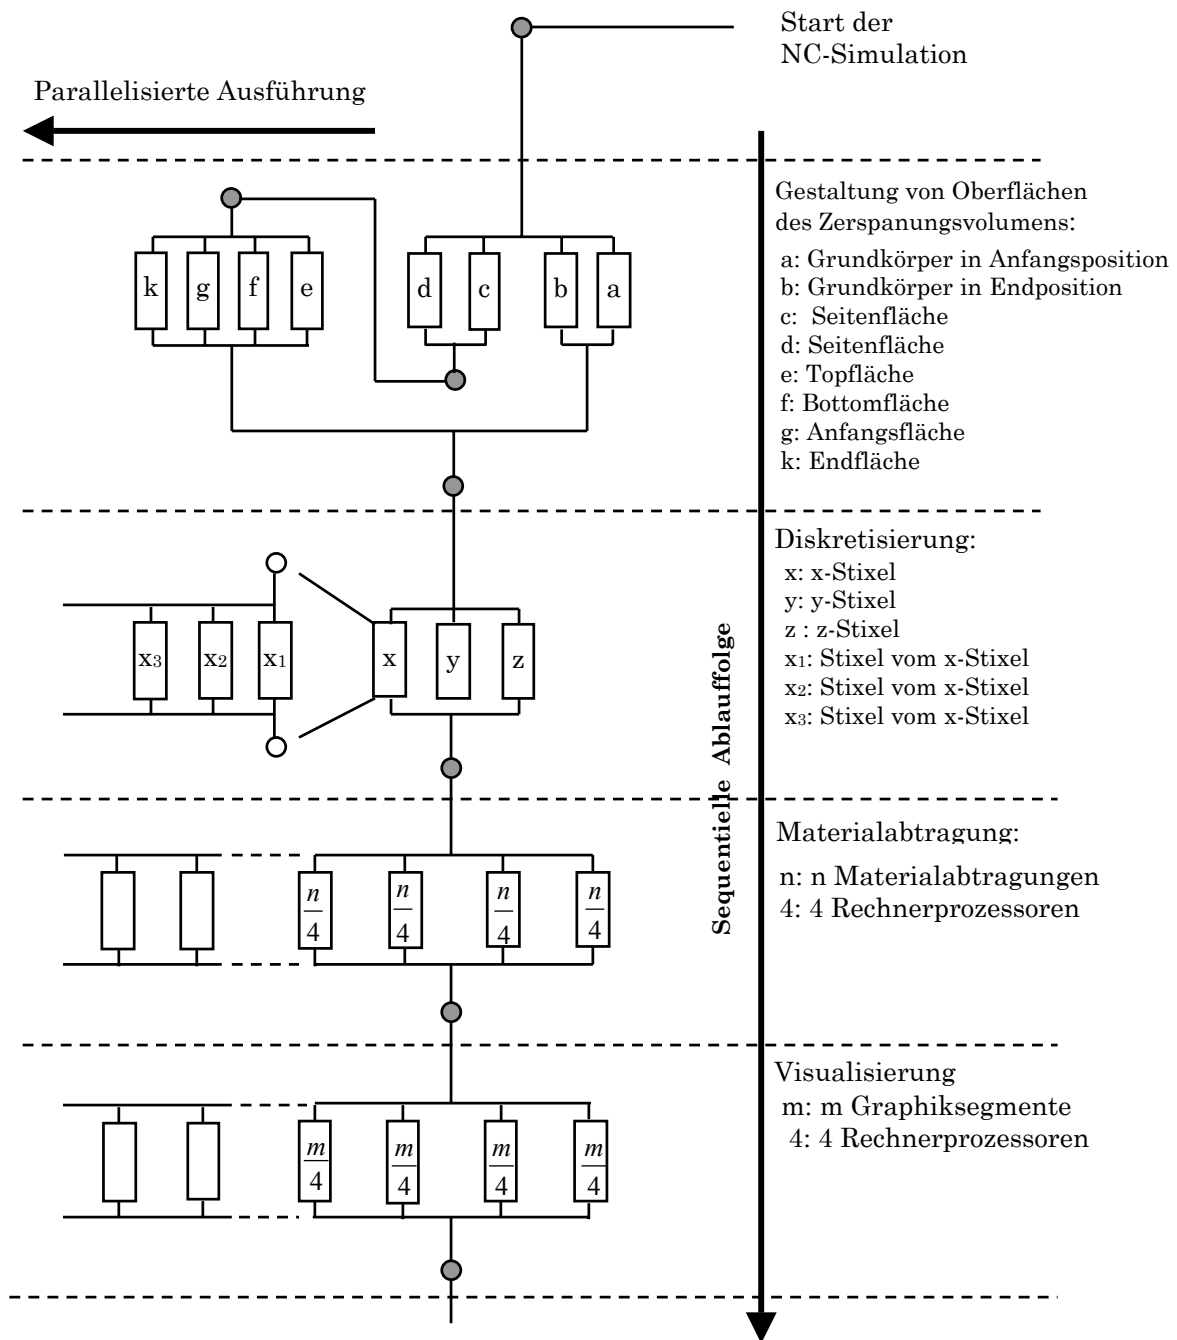 Start der
NC-Simulation
Parallelisierte Ausführung
Gestaltung von Oberflächen
des Zerspanungsvolumens:
a: Grundkörper in Anfangsposition
b: Grundkörper in Endposition
c: Seitenfläche
d: Seitenfläche
e: Topfläche
f: Bottomfläche
g: Anfangsfläche
k: Endfläche
k g f e d c b a
Diskretisierung:
x: x-Stixel
y: y-Stixel
z : z-Stixel
x1: Stixel vom x-Stixel
x2: Stixel vom x-Stixel
x3: Stixel vom x-Stixel
x3 x2 x1 x y z
Sequentielle Ablauffolge
Materialabtragung:
n: n Materialabtragungen
4: 4 Rechnerprozessoren
n n n n
4 4 4 4
Visualisierung
m: m Graphiksegmente
4: 4 Rechnerprozessoren
m m m m
4 4 4 4